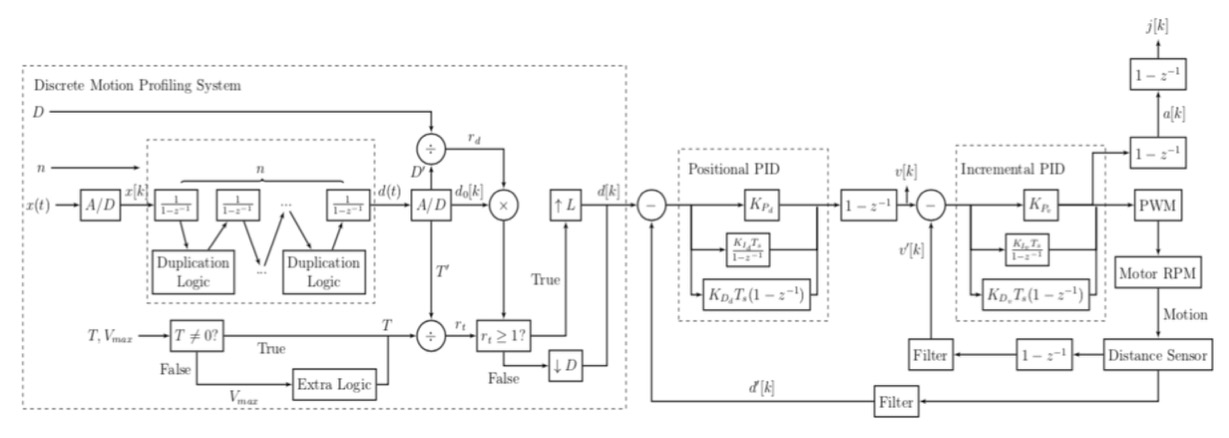 j[k]
1 − z⁻¹
a[k]
1 − z⁻¹
Discrete Motion Profiling System
D
÷
r_d
D′
n
n
x(t)
A/D
x[k]
1/(1−z⁻¹)
1/(1−z⁻¹)
...
1/(1−z⁻¹)
d(t)
A/D
d₀[k]
×
↑ L
d[k]
Duplication
Logic
...
Duplication
Logic
T′
True
T, V_max
T ≠ 0?
True
T
÷
r_t
r_t ≥ 1?
False
V_max
Extra Logic
False
↓ D
−
Positional PID
K_{P_d}
K_{I_d}T_s/(1−z⁻¹)
K_{D_d}T_s(1 − z⁻¹)
1 − z⁻¹
v[k]
−
v′[k]
Incremental PID
K_{P_v}
K_{I_v}T_s/(1−z⁻¹)
K_{D_v}T_s(1 − z⁻¹)
PWM
Motor RPM
Motion
Filter
1 − z⁻¹
Distance Sensor
d′[k]
Filter